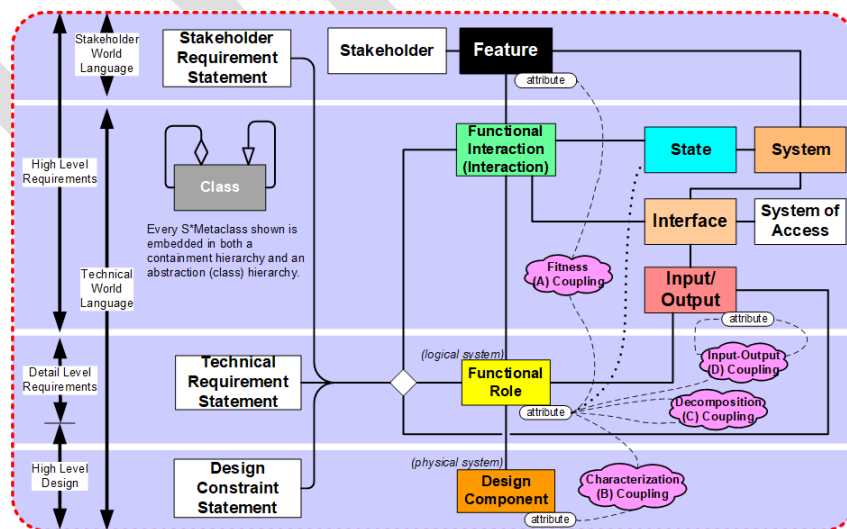 Stakeholder
World
Language
Stakeholder
Requirement
Statement
Stakeholder
Feature
attribute
High Level
Requirements
Technical
World
Language
Class
Every S*Metaclass shown is
embedded in both a
containment hierarchy and an
abstraction (class) hierarchy.
Functional
Interaction
(Interaction)
State
System
Interface
System of
Access
Fitness
(A) Coupling
Input/
Output
attribute
Detail Level
Requirements
Technical
Requirement
Statement
(logical system)
Functional
Role
attribute
Input-Output
(D) Coupling
Decomposition
(C) Coupling
High Level
Design
Design
Constraint
Statement
(physical system)
Design
Component
attribute
Characterization
(B) Coupling